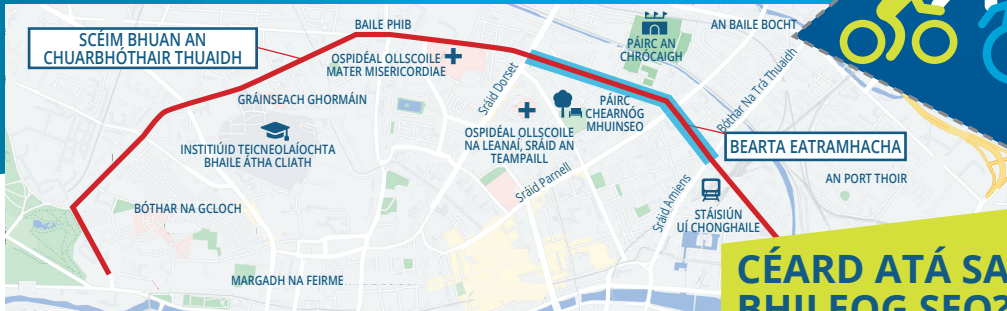 BAILE PHIB
AN BAILE BOCHT
SCÉIM BHUAN AN
CHUARBHÓTHAIR THUAIDH
OSPIDÉAL OLLSCOILE
MATER MISERICORDIAE
PÁIRC AN
CHRÓCAIGH
Sráid Dorset
Bóthar Na Trá Thuaidh
GRÁINSEACH GHORMÁIN
PÁIRC
CHEARNÓG
MHUINSEO
OSPIDÉAL OLLSCOILE
NA LEANAÍ, SRÁID AN
TEAMPAILL
INSTITIÚID TEICNEOLAÍOCHTA
BHAILE ÁTHA CLIATH
BEARTA EATRAMHACHA
Sráid Parnell
AN PORT THOIR
Sráid Amiens
BÓTHAR NA GCLOCH
STÁISIÚN
UÍ CHONGHAILE
MARGADH NA FEIRME
CÉARD ATÁ SA
BHILEOG SEO?